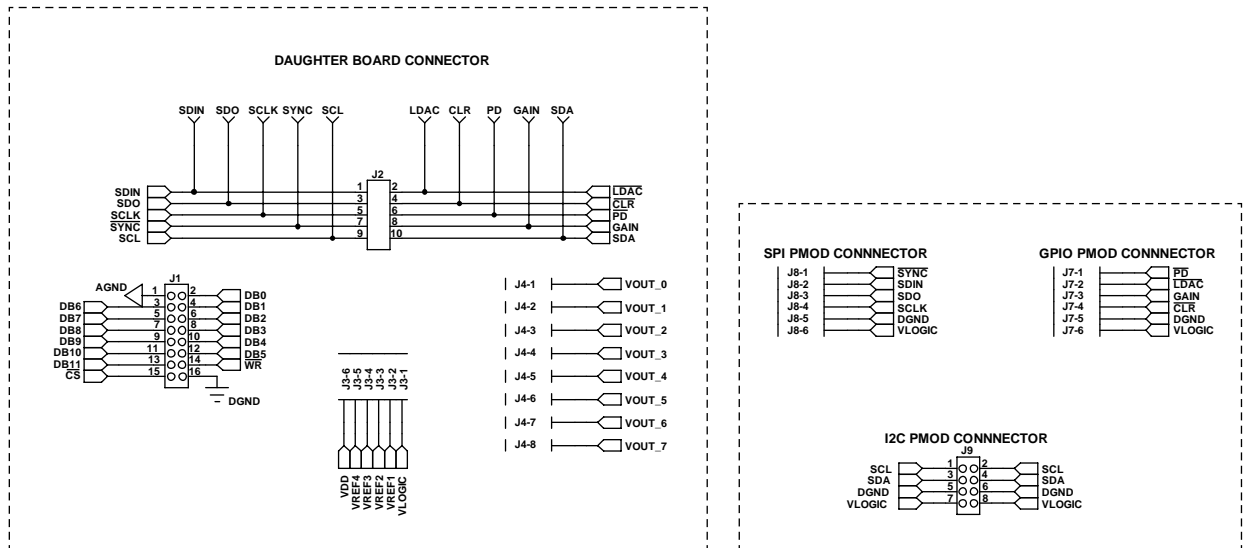 DAUGHTER BOARD CONNECTOR
SDIN SDO SCLK SYNC SCL LDAC CLR PD GAIN SDA
J2
SDIN 1 2 LDAC
SDO 3 4 CLR
SCLK 5 6 PD
SYNC 7 8 GAIN
SCL 9 10 SDA
J1
AGND 1 2 DB0
DB6 3 4 DB1
DB7 5 6 DB2
DB8 7 8 DB3
DB9 9 10 DB4
DB10 11 12 DB5
DB11 13 14 WR
CS 15 16
DGND
J3-6 J3-5 J3-4 J3-3 J3-2 J3-1
VDD VREF4 VREF3 VREF2 VREF1 VLOGIC
J4-1 VOUT_0
J4-2 VOUT_1
J4-3 VOUT_2
J4-4 VOUT_3
J4-5 VOUT_4
J4-6 VOUT_5
J4-7 VOUT_6
J4-8 VOUT_7
SPI PMOD CONNNECTOR
J8-1 SYNC
J8-2 SDIN
J8-3 SDO
J8-4 SCLK
J8-5 DGND
J8-6 VLOGIC
GPIO PMOD CONNNECTOR
J7-1 PD
J7-2 LDAC
J7-3 GAIN
J7-4 CLR
J7-5 DGND
J7-6 VLOGIC
I2C PMOD CONNNECTOR
J9
SCL 1 2 SCL
SDA 3 4 SDA
DGND 5 6 DGND
VLOGIC 7 8 VLOGIC